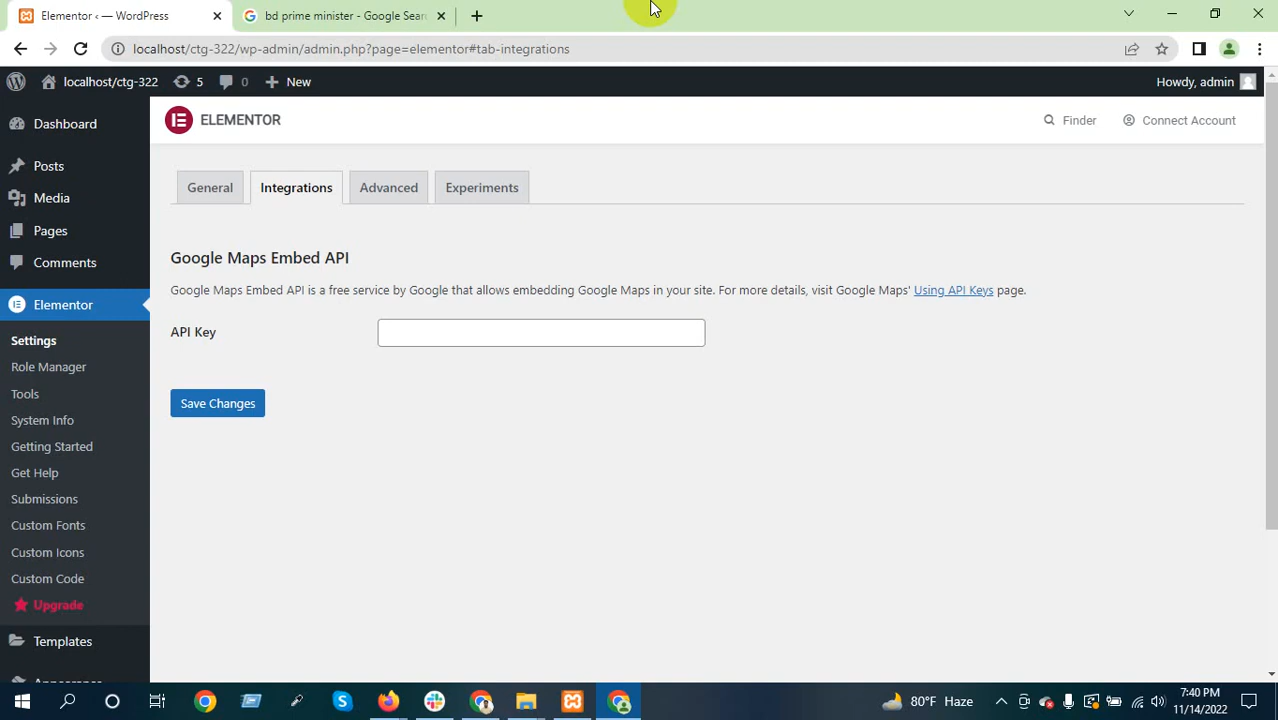 Elementor ‹ — WordPress
bd prime minister - Google Sear
localhost/ctg-322/wp-admin/admin.php?page=elementor#tab-integrations
localhost/ctg-322
5
0
New
Howdy, admin
Dashboard
Posts
Media
Pages
Comments
Elementor
Settings
Role Manager
Tools
System Info
Getting Started
Get Help
Submissions
Custom Fonts
Custom Icons
Custom Code
Upgrade
Templates
ELEMENTOR
Finder
Connect Account
General
Integrations
Advanced
Experiments
Google Maps Embed API
Google Maps Embed API is a free service by Google that allows embedding Google Maps in your site. For more details, visit Google Maps' Using API Keys page.
API Key
Save Changes
80°F Haze
7:40 PM
11/14/2022